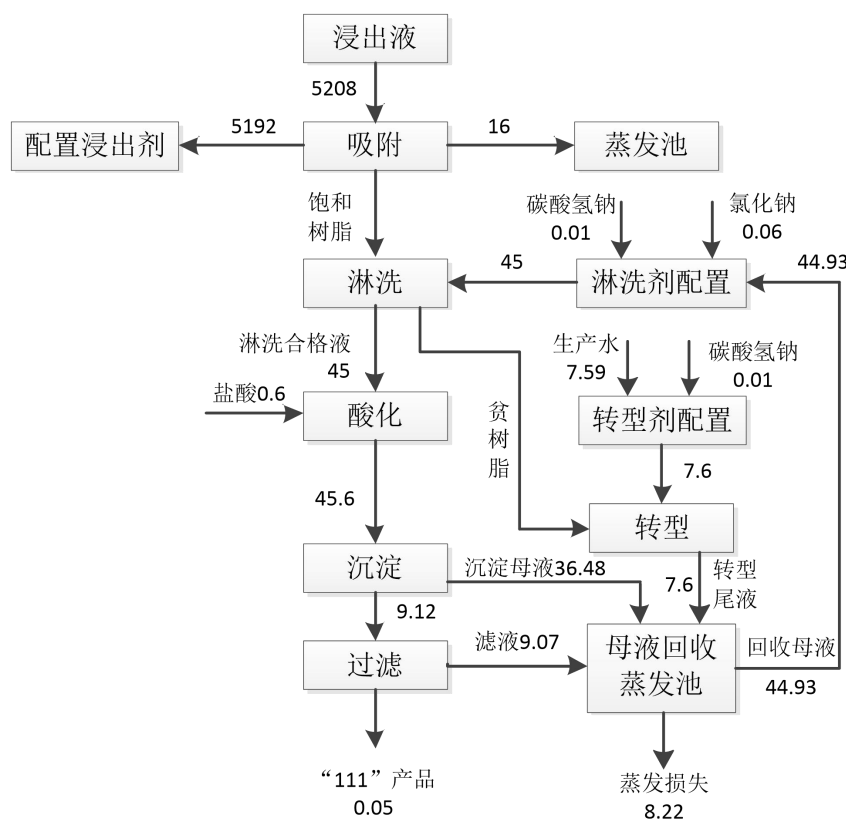 浸出液
5208
配置浸出剂
5192
吸附
16
蒸发池
饱和
树脂
碳酸氢钠
0.01
氯化钠
0.06
淋洗
45
淋洗剂配置
44.93
淋洗合格液
45
生产水
7.59
碳酸氢钠
0.01
盐酸0.6
酸化
贫
树
脂
转型剂配置
7.6
45.6
转型
沉淀
沉淀母液36.48
7.6
转型
尾液
9.12
过滤
滤液9.07
母液回收
蒸发池
回收母液
44.93
“111”产品
0.05
蒸发损失
8.22